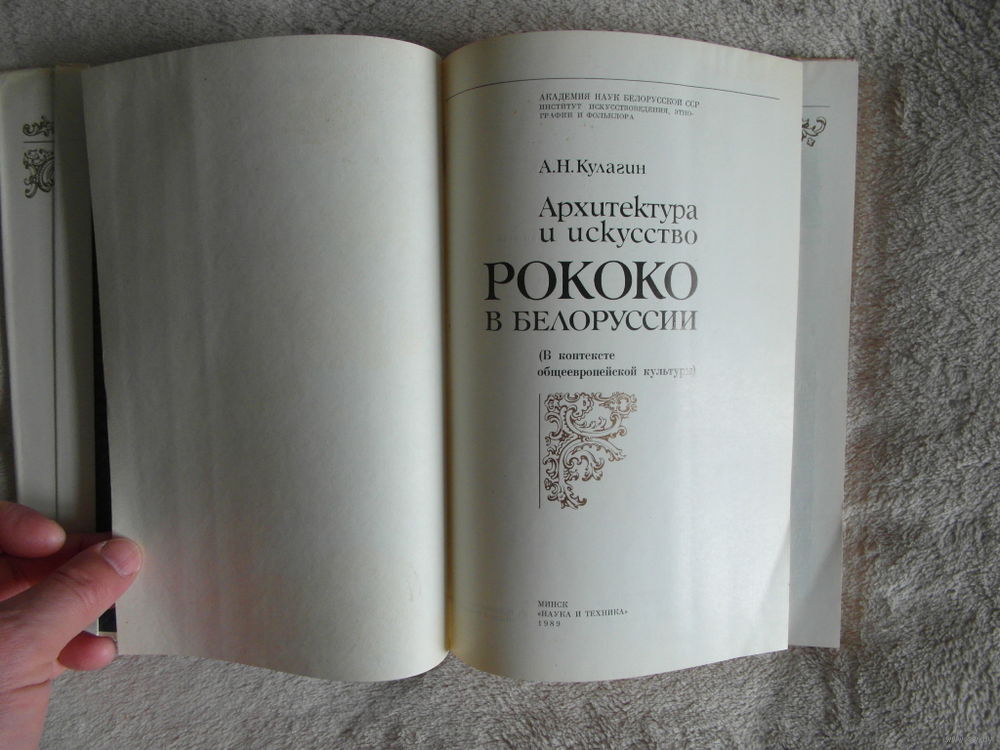 АКАДЕМИЯ НАУК БЕЛОРУССКОЙ ССР
ИНСТИТУТ ИСКУССТВОВЕДЕНИЯ, ЭТНО-
ГРАФИИ И ФОЛЬКЛОРА
А.Н.Кулагин
Архитектура
и искусство
РОКОКО
В БЕЛОРУССИИ
(В контексте
общеевропейской культуры)
МИНСК
«НАУКА И ТЕХНИКА»
1989